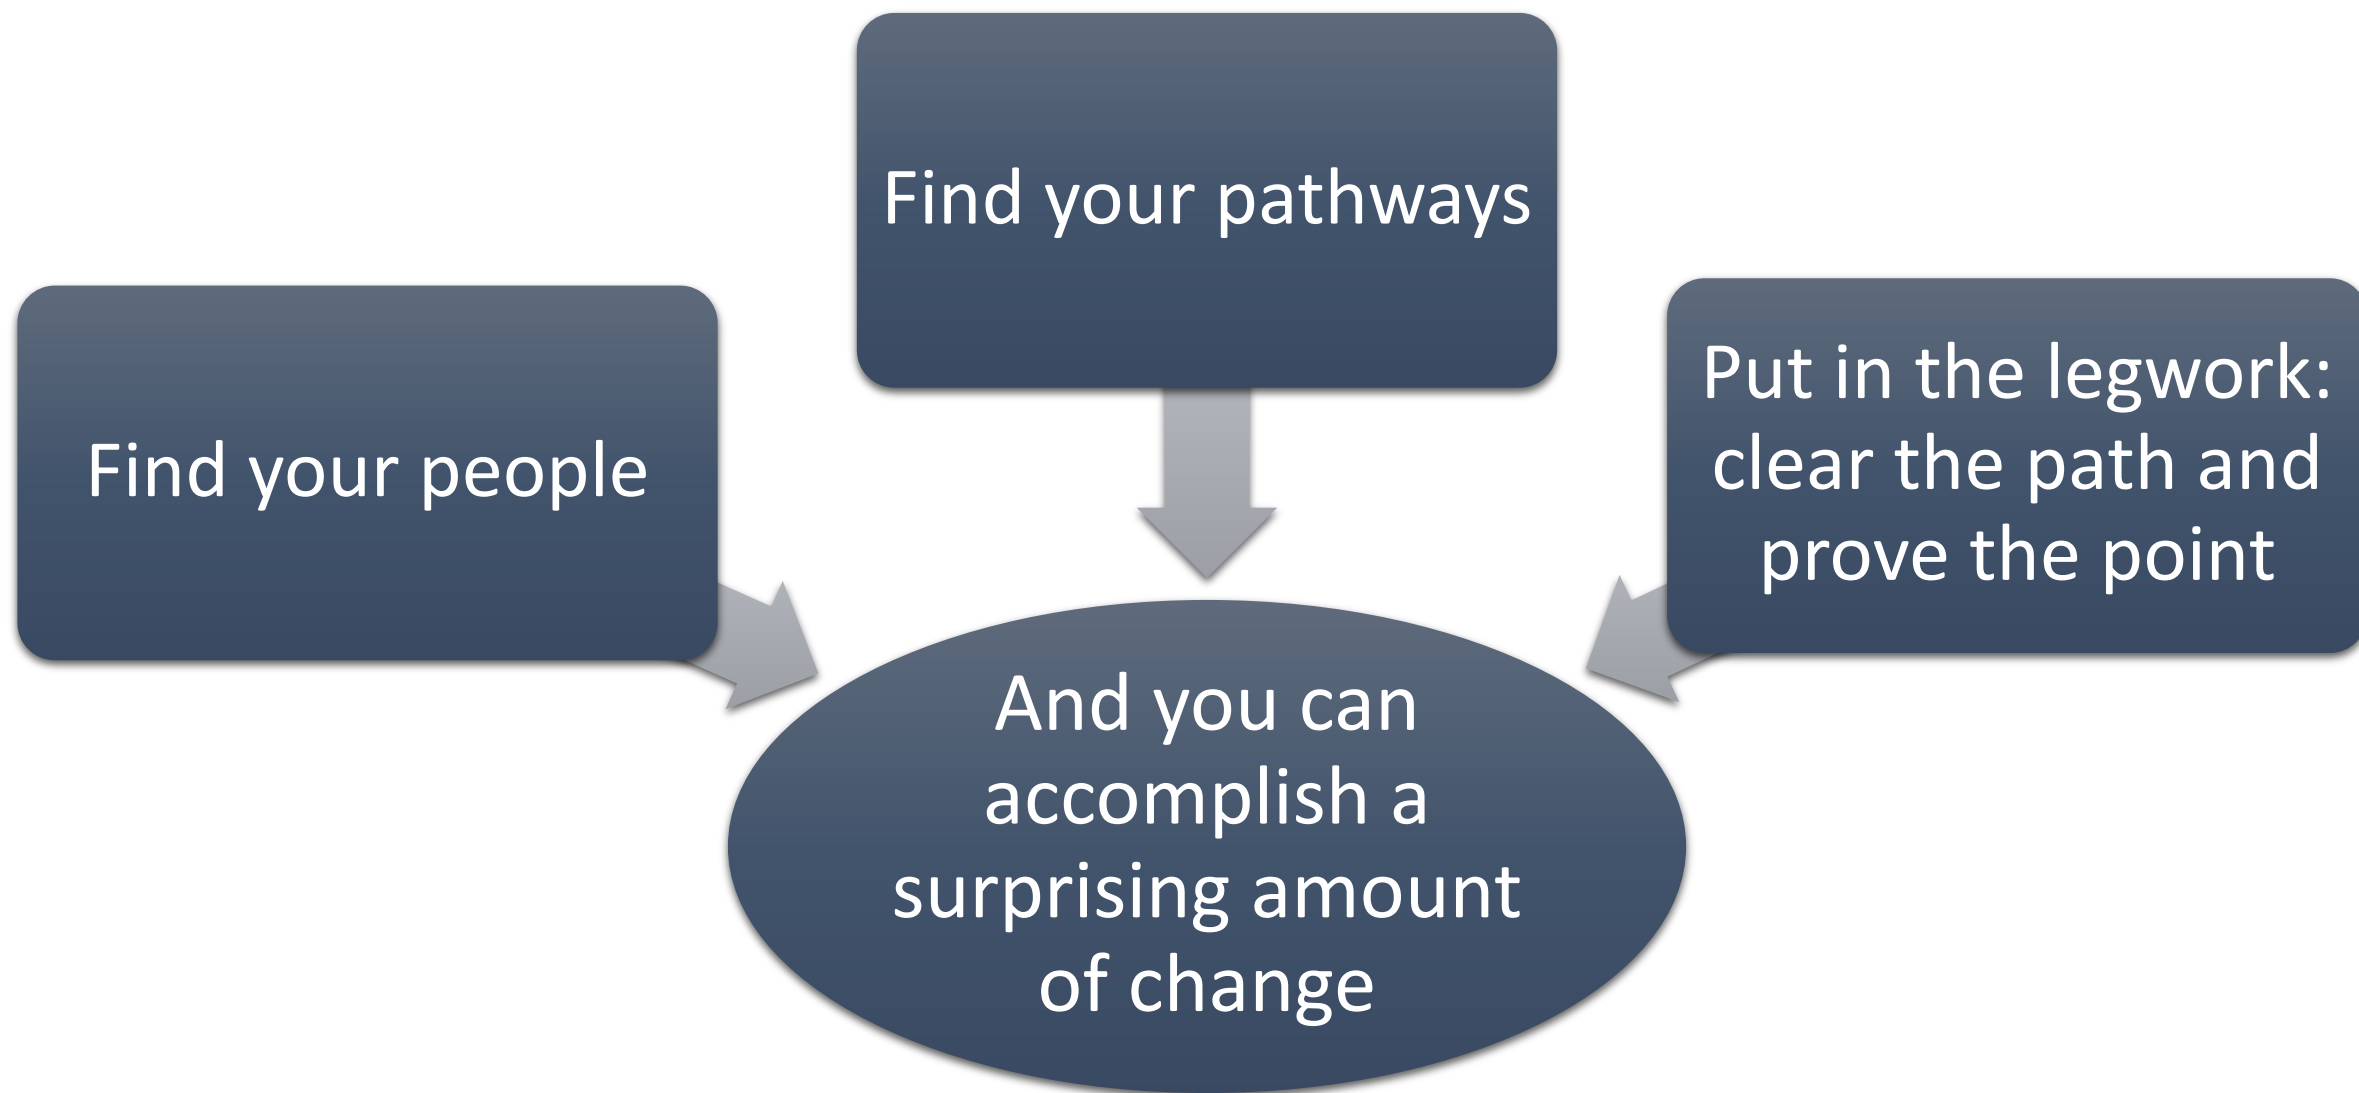 Find your people
Find your pathways
Put in the legwork:
clear the path and
prove the point
And you can
accomplish a
surprising amount
of change